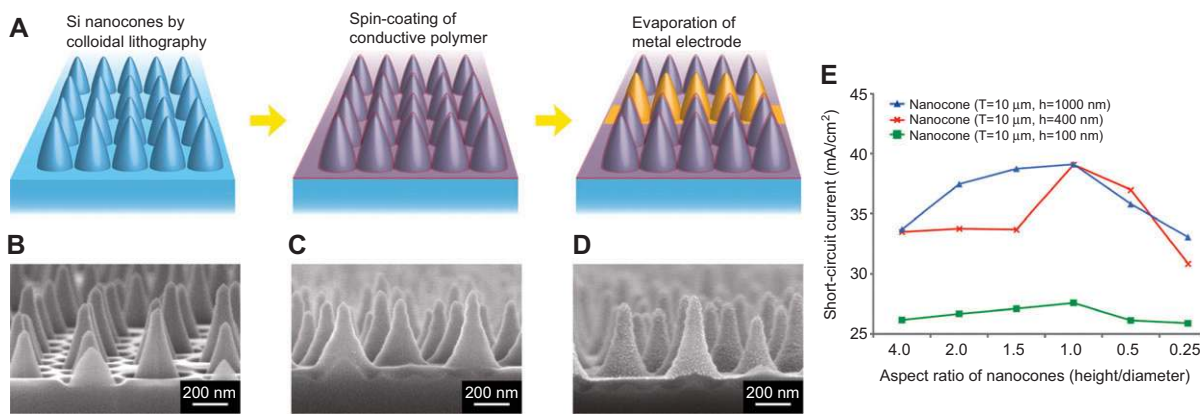 A
Si nanocones by
colloidal lithography
Spin-coating of
conductive polymer
Evaporation of
metal electrode
B
200 nm
C
200 nm
D
200 nm
E
Short-circuit current (mA/cm²)
45
40
35
30
25
Nanocone (T=10 μm, h=1000 nm)
Nanocone (T=10 μm, h=400 nm)
Nanocone (T=10 μm, h=100 nm)
4.0 2.0 1.5 1.0 0.5 0.25
Aspect ratio of nanocones (height/diameter)